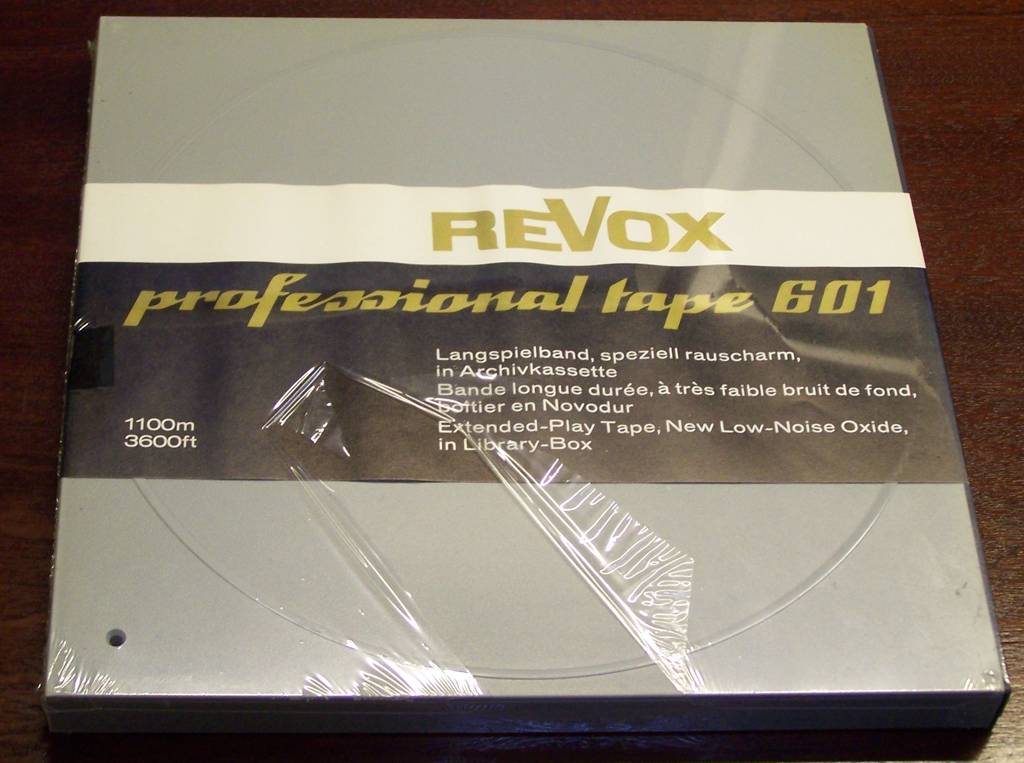 REVOX
professional tape 601
Langspielband, speziell rauscharm,
in Archivkassette
Bande longue durée, à très faible bruit de fond,
boîtier en Novodur
Extended-Play Tape, New Low-Noise Oxide,
in Library-Box
1100m
3600ft